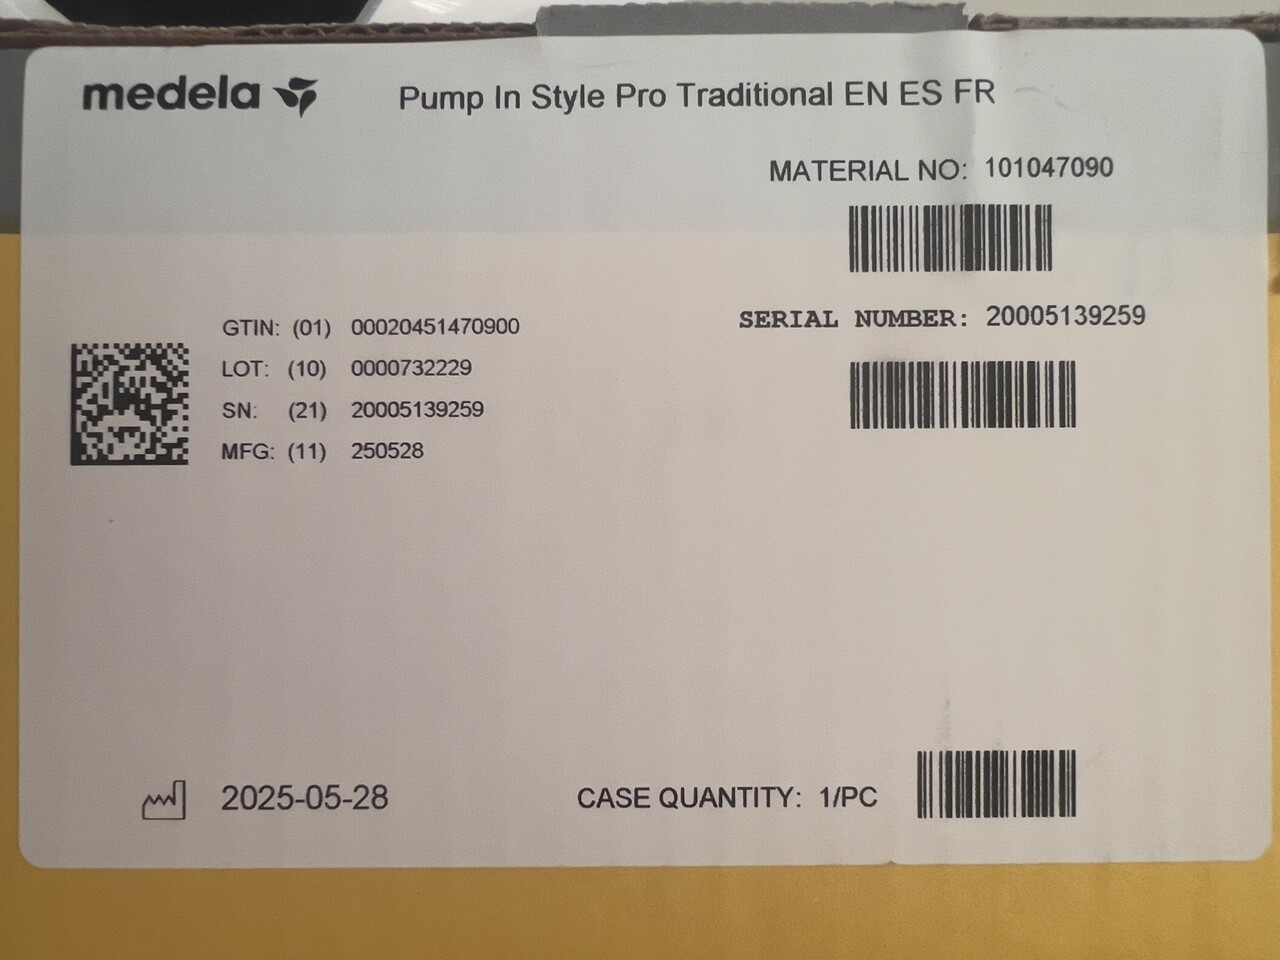 medela Pump In Style Pro Traditional EN ES FR
MATERIAL NO: 101047090
SERIAL NUMBER: 20005139259
GTIN: (01) 00020451470900
LOT: (10) 0000732229
SN: (21) 20005139259
MFG: (11) 250528
2025-05-28 CASE QUANTITY: 1/PC